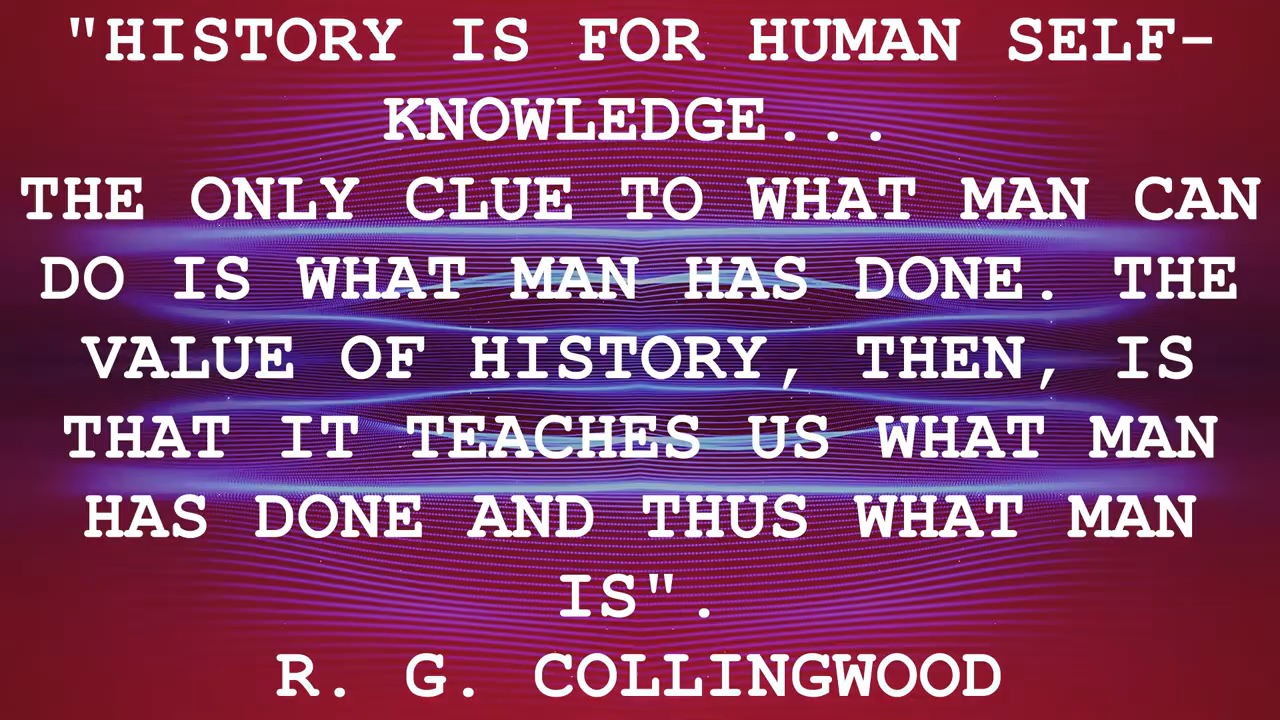 "HISTORY IS FOR HUMAN SELF-
KNOWLEDGE...
THE ONLY CLUE TO WHAT MAN CAN
DO IS WHAT MAN HAS DONE. THE
VALUE OF HISTORY, THEN, IS
THAT IT TEACHES US WHAT MAN
HAS DONE AND THUS WHAT MAN
IS".
R. G. COLLINGWOOD